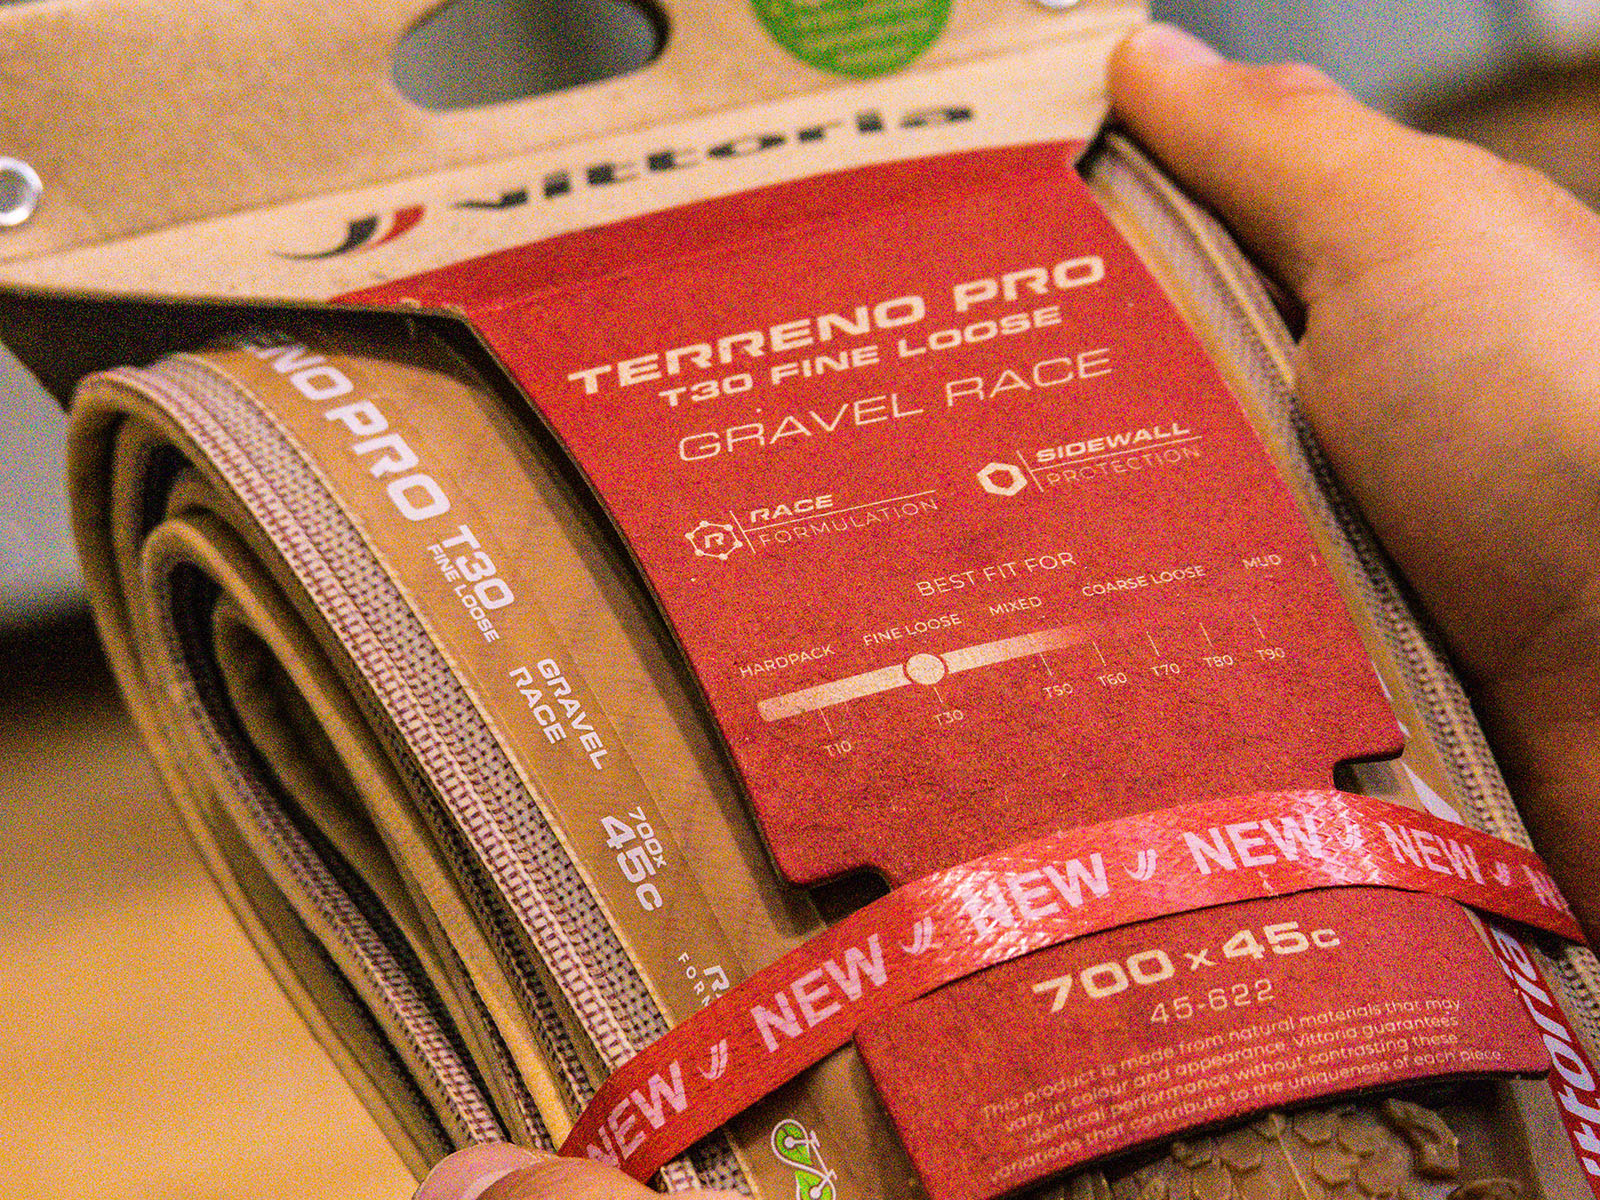 vittoria
TERRENO PRO
T30 FINE LOOSE
GRAVEL RACE
SIDEWALL
PROTECTION
RACE
FORMULATION
R
BEST FIT FOR
HARDPACK FINE LOOSE MIXED COARSE LOOSE MUD
T10 T30 T50 T60 T70 T80 T90
NEW NEW NEW NEW NEW
700 x 45c
45-622
This product is made from natural materials that may
vary in colour and appearance. Vittoria guarantees
identical performance without contrasting these
variations that contribute to the uniqueness of each piece.
NO PRO
T30
FINE LOOSE
GRAVEL
RACE
700x
45c
ittoria